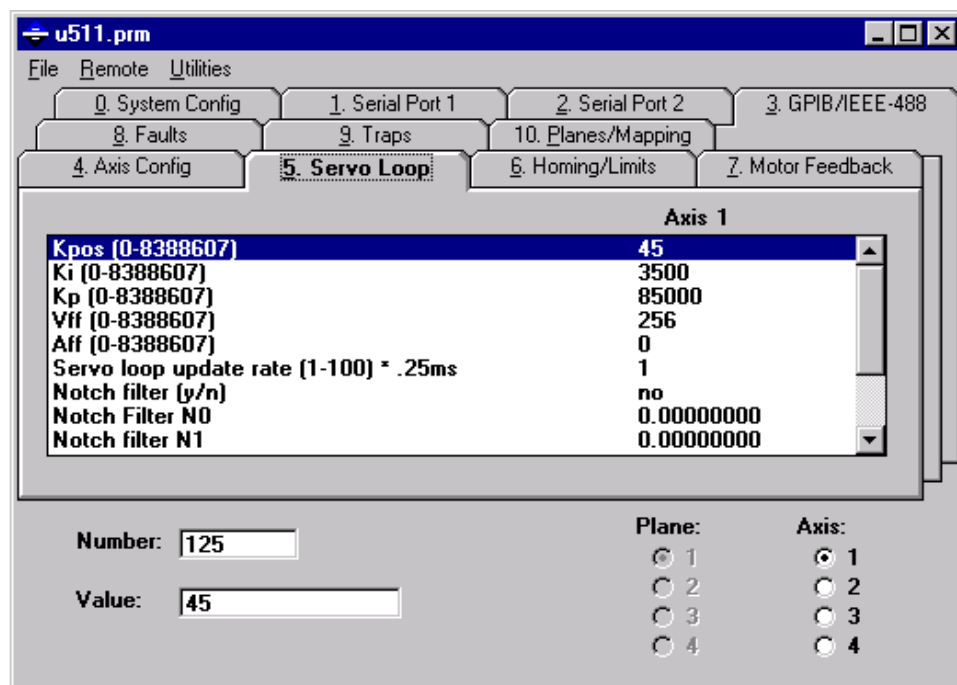 u511.prm
File Remote Utilities
0. System Config 1. Serial Port 1 2. Serial Port 2 3. GPIB/IEEE-488
8. Faults 9. Traps 10. Planes/Mapping
4. Axis Config 5. Servo Loop 6. Homing/Limits 7. Motor Feedback
Axis 1
Kpos (0-8388607) 45
Ki (0-8388607) 3500
Kp (0-8388607) 85000
Vff (0-8388607) 256
Aff (0-8388607) 0
Servo loop update rate (1-100) * .25ms 1
Notch filter (y/n) no
Notch Filter N0 0.00000000
Notch filter N1 0.00000000
Number: 125
Value: 45
Plane: Axis:
1 1
2 2
3 3
4 4